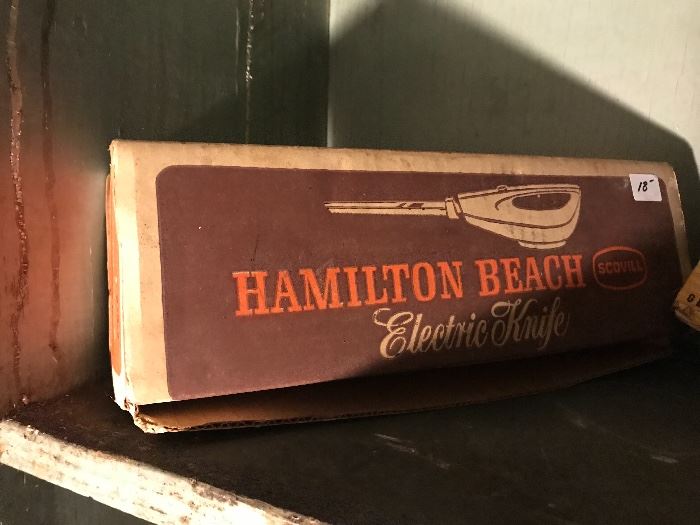 18-
HAMILTON BEACH SCOVILL
Electric Knife